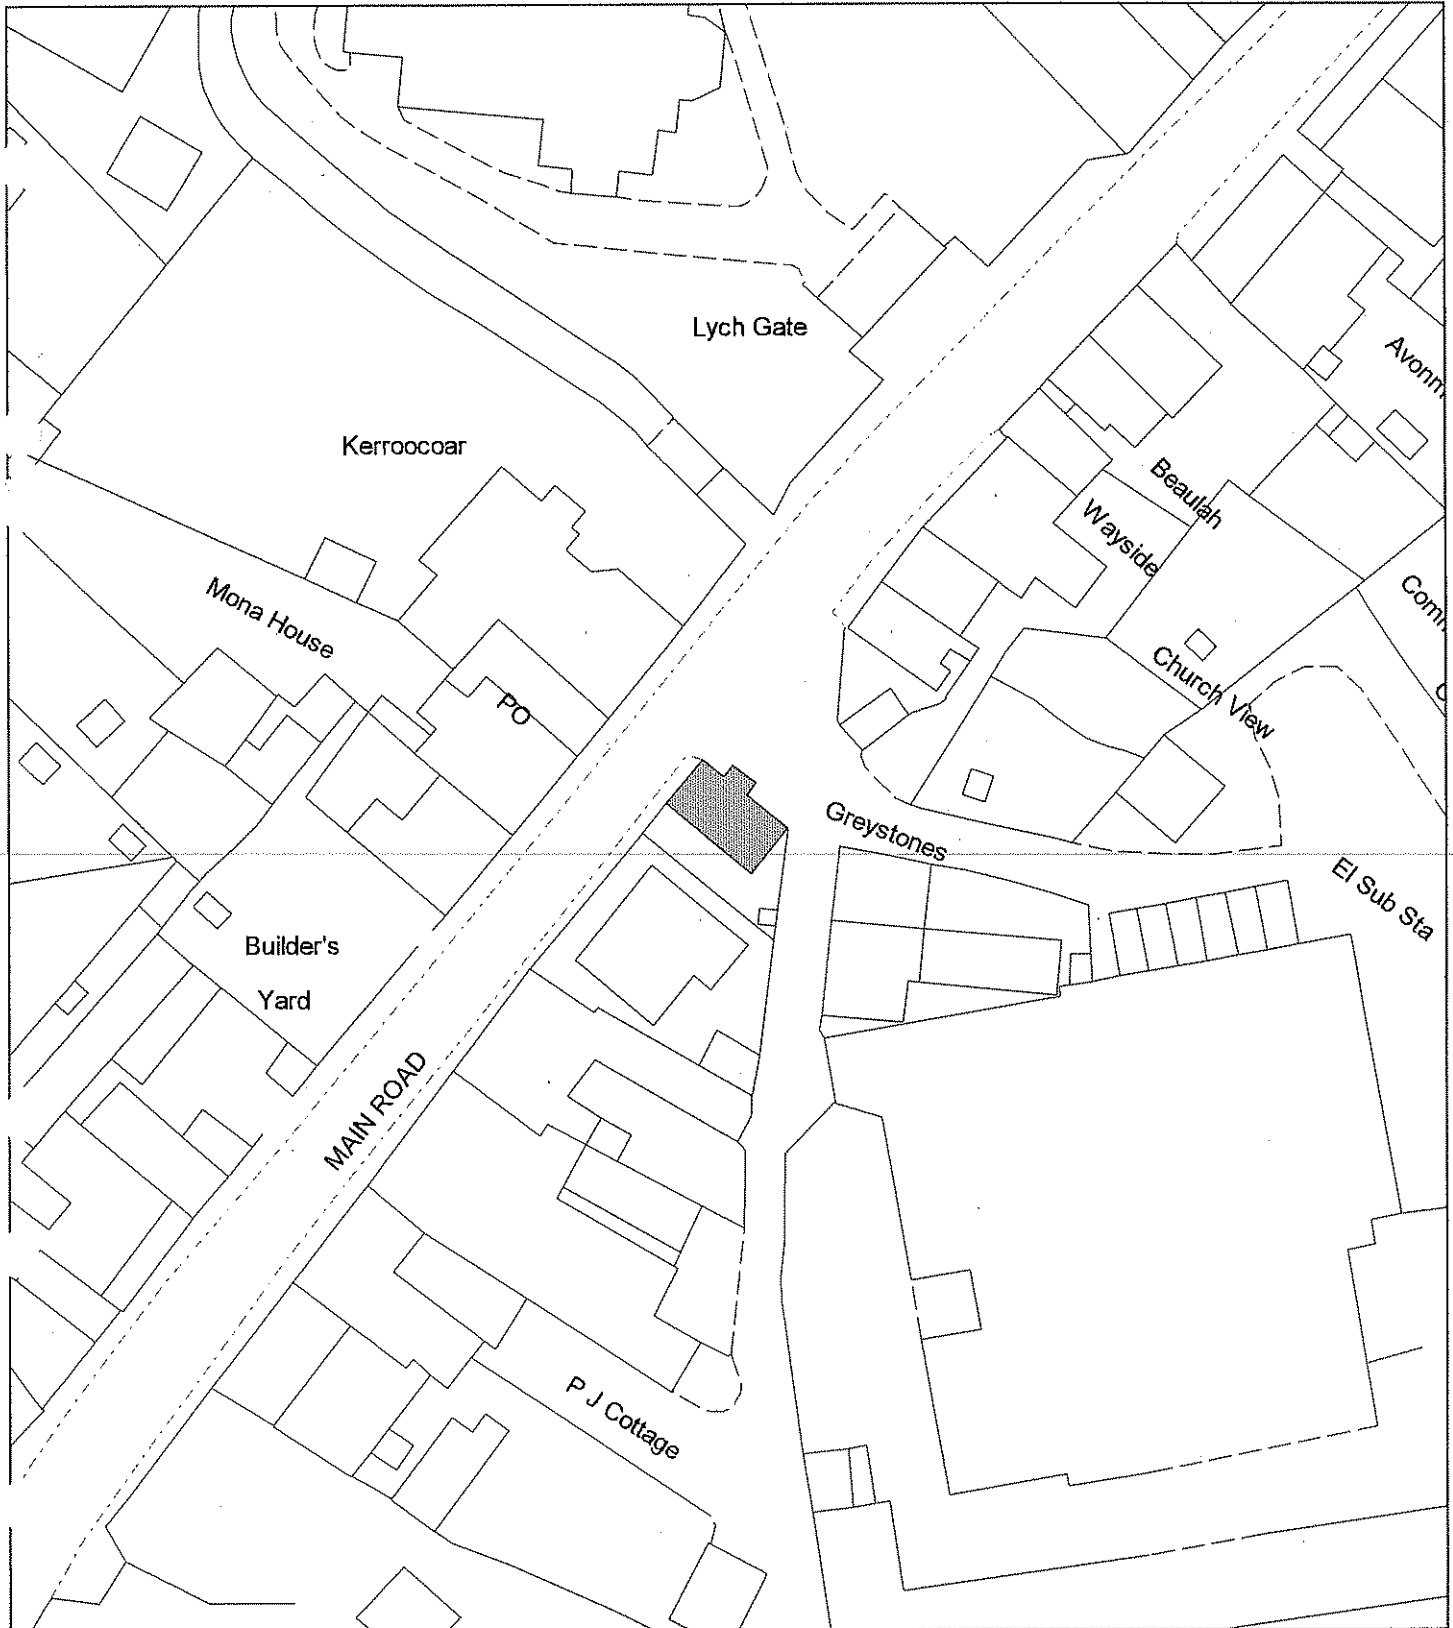 Lych Gate
Avonm
Kerroocoar
Beaulah
Wayside
Mona House
Comm
PO
Church View
Greystones
El Sub Sta
Builder's
Yard
MAIN ROAD
P J Cottage